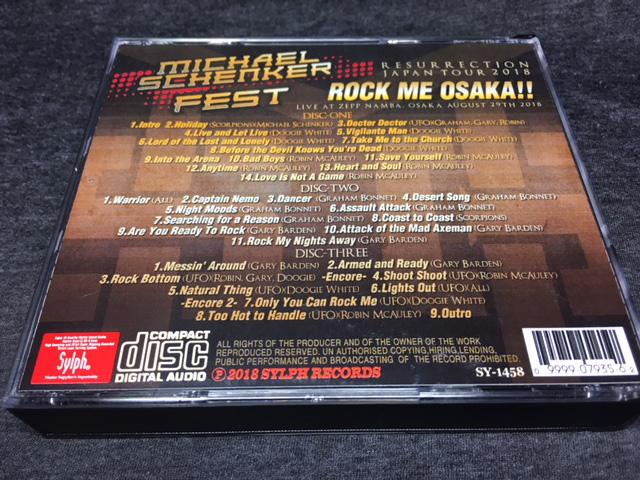 MICHAEL
SCHENKER
FEST
RESURRECTION
JAPAN TOUR 2018
ROCK ME OSAKA!!
LIVE AT ZEPP NAMBA, OSAKA AUGUST 29TH 2018
DISC-ONE
1.Intro 2.Holiday (SCORPIONS)(MICHAEL SCHENKER) 3.Doctor Doctor (UFO)(GRAHAM, GARY, ROBIN)
4.Live and Let Live (DOOGIE WHITE) 5.Vigilante Man (DOOGIE WHITE)
6.Lord of the Lost and Lonely (DOOGIE WHITE) 7.Take Me to the Church (DOOGIE WHITE)
8.Before the Devil Knows You're Dead (DOOGIE WHITE)
9.Into the Arena 10.Bad Boys (ROBIN MCAULEY) 11.Save Yourself (ROBIN MCAULEY)
12.Anytime (ROBIN MCAULEY) 13.Heart and Soul (ROBIN MCAULEY)
14.Love Is Not A Game (ROBIN MCAULEY)
DISC-TWO
1.Warrior (ALL) 2.Captain Nemo 3.Dancer (GRAHAM BONNET) 4.Desert Song (GRAHAM BONNET)
5.Night Moods (GRAHAM BONNET) 6.Assault Attack (GRAHAM BONNET)
7.Searching for a Reason (GRAHAM BONNET) 8.Coast to Coast (SCORPIONS)
9.Are You Ready To Rock (GARY BARDEN) 10.Attack of the Mad Axeman (GARY BARDEN)
11.Rock My Nights Away (GARY BARDEN)
DISC-THREE
1.Messin' Around (GARY BARDEN) 2.Armed and Ready (GARY BARDEN)
3.Rock Bottom (UFO)(ROBIN, GARY, DOOGIE) -Encore- 4.Shoot Shoot (UFO)(ROBIN MCAULEY)
5.Natural Thing (UFO)(DOOGIE WHITE) 6.Lights Out (UFO)(ALL)
-Encore 2- 7.Only You Can Rock Me (UFO)(DOOGIE WHITE)
8.Too Hot to Handle (UFO)(ROBIN MCAULEY) 9.Outro
Sylph
COMPACT
disc
DIGITAL AUDIO
ALL RIGHTS OF THE PRODUCER AND OF THE OWNER OF THE WORK
REPRODUCED RESERVED. UN AUTHORISED COPYING,HIRING,LENDING,
PUBLIC PERFORMANCE AND BROADCASTING OF THE RECORD PROHIBITED.
℗ 2018 SYLPH RECORDS
SY-1458
0 9999 07935 6